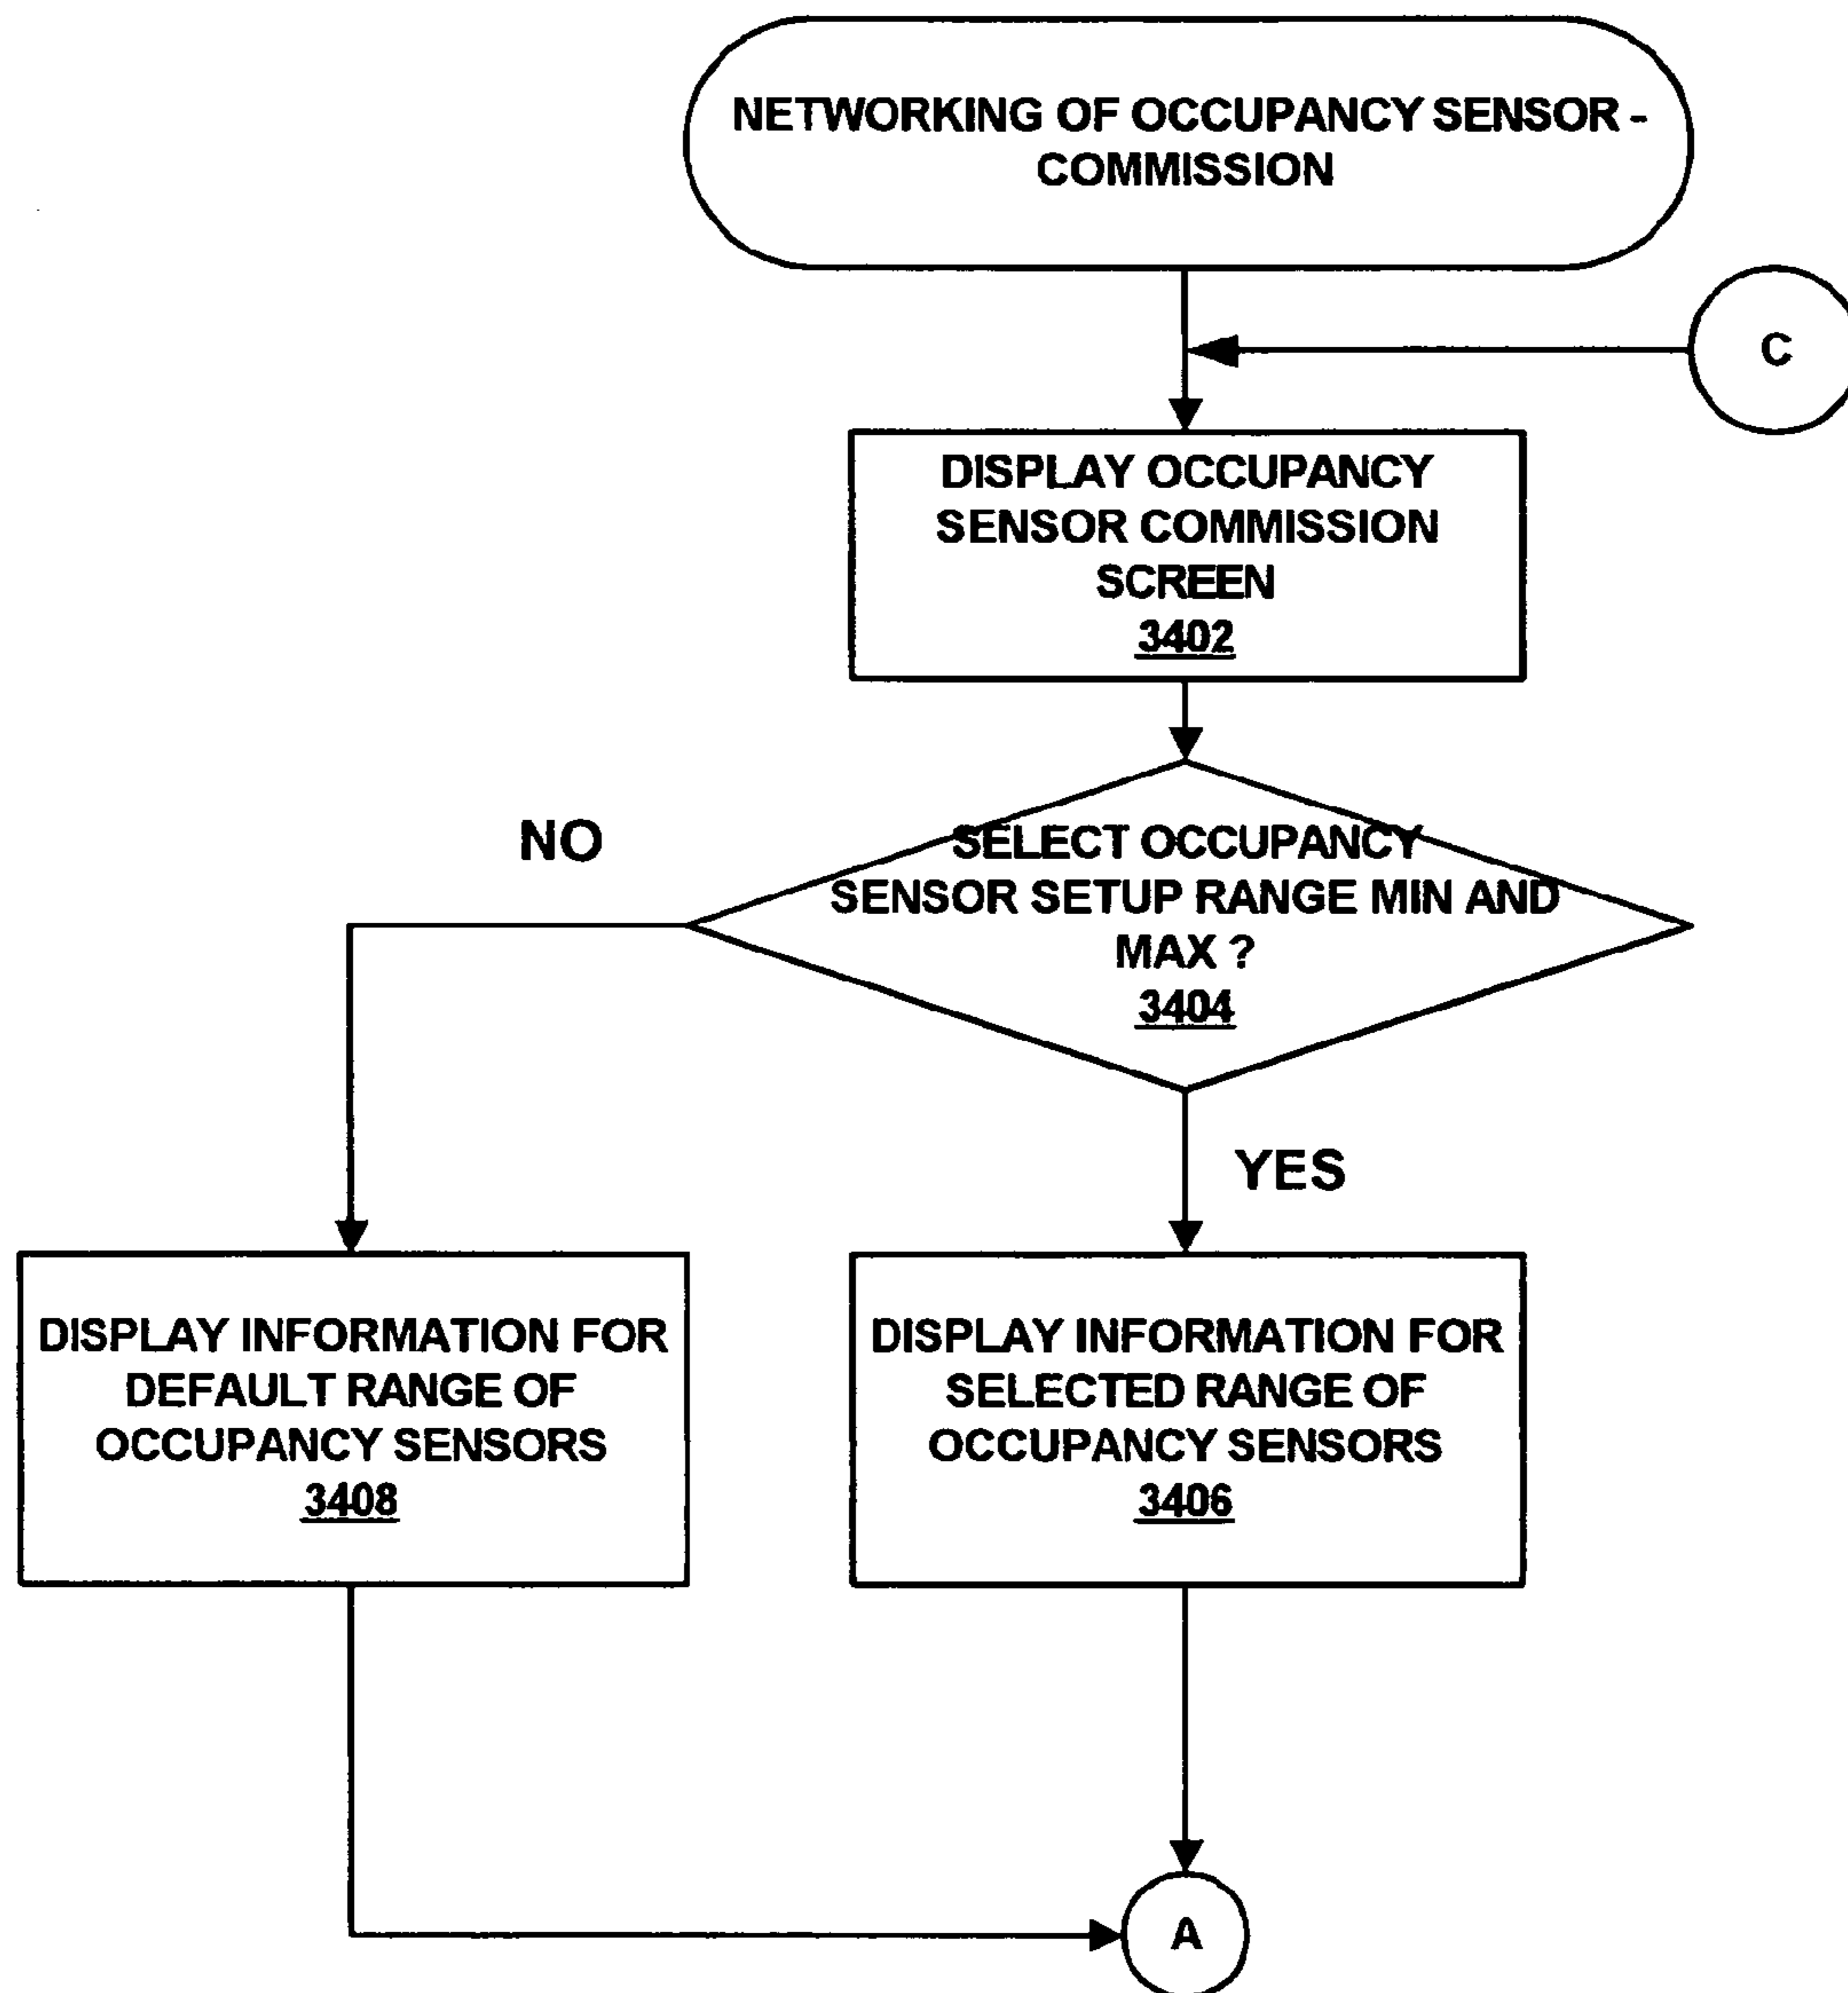 NETWORKING OF OCCUPANCY SENSOR -
COMMISSION
C
DISPLAY OCCUPANCY
SENSOR COMMISSION
SCREEN
3402
NO
SELECT OCCUPANCY
SENSOR SETUP RANGE MIN AND
MAX ?
3404
YES
DISPLAY INFORMATION FOR
DEFAULT RANGE OF
OCCUPANCY SENSORS
3408
DISPLAY INFORMATION FOR
SELECTED RANGE OF
OCCUPANCY SENSORS
3406
A